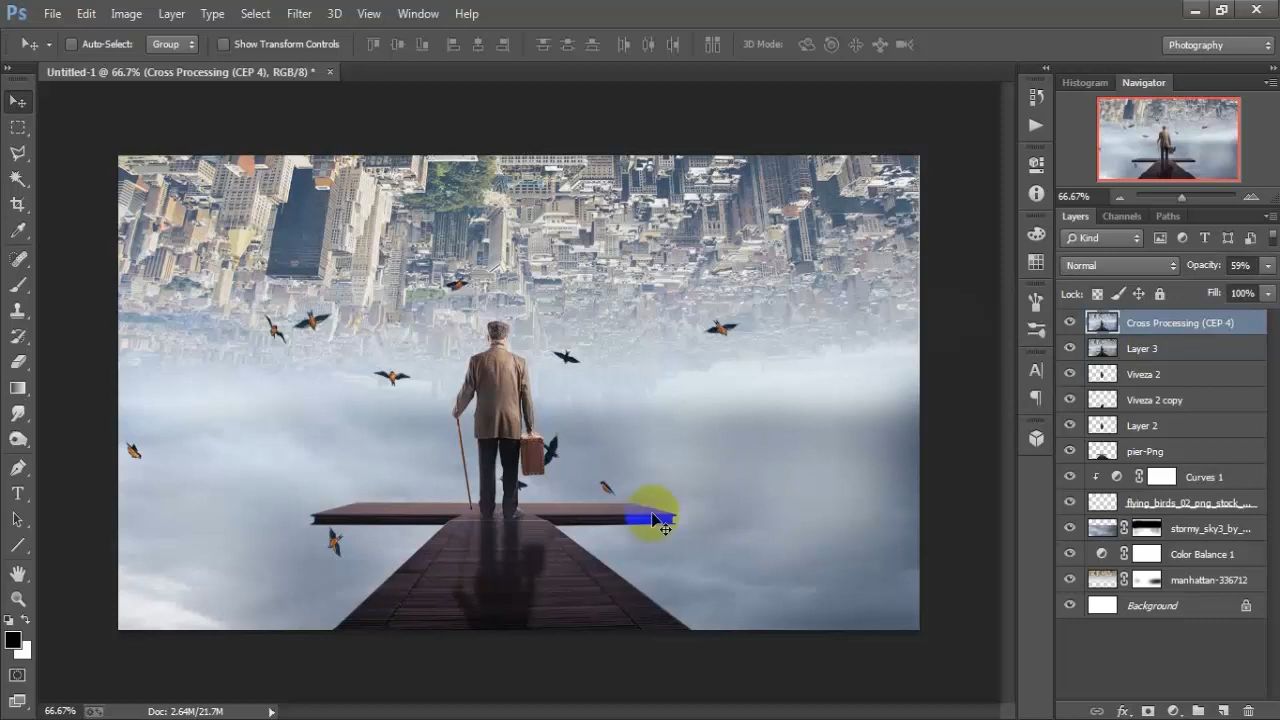 Ps File Edit Image Layer Type Select Filter 3D View Window Help
Auto-Select: Group Show Transform Controls 3D Mode: Photography
Untitled-1 @ 66.7% (Cross Processing (CEP 4), RGB/8) *
Histogram Navigator
66.67%
Layers Channels Paths
Kind
Normal Opacity: 59%
Lock: Fill: 100%
Cross Processing (CEP 4)
Layer 3
Viveza 2
Viveza 2 copy
Layer 2
pier-Png
Curves 1
flying_birds_02_png_stock_...
stormy_sky3_by_...
Color Balance 1
manhattan-336712
Background
66.67% Doc: 2.64M/21.7M